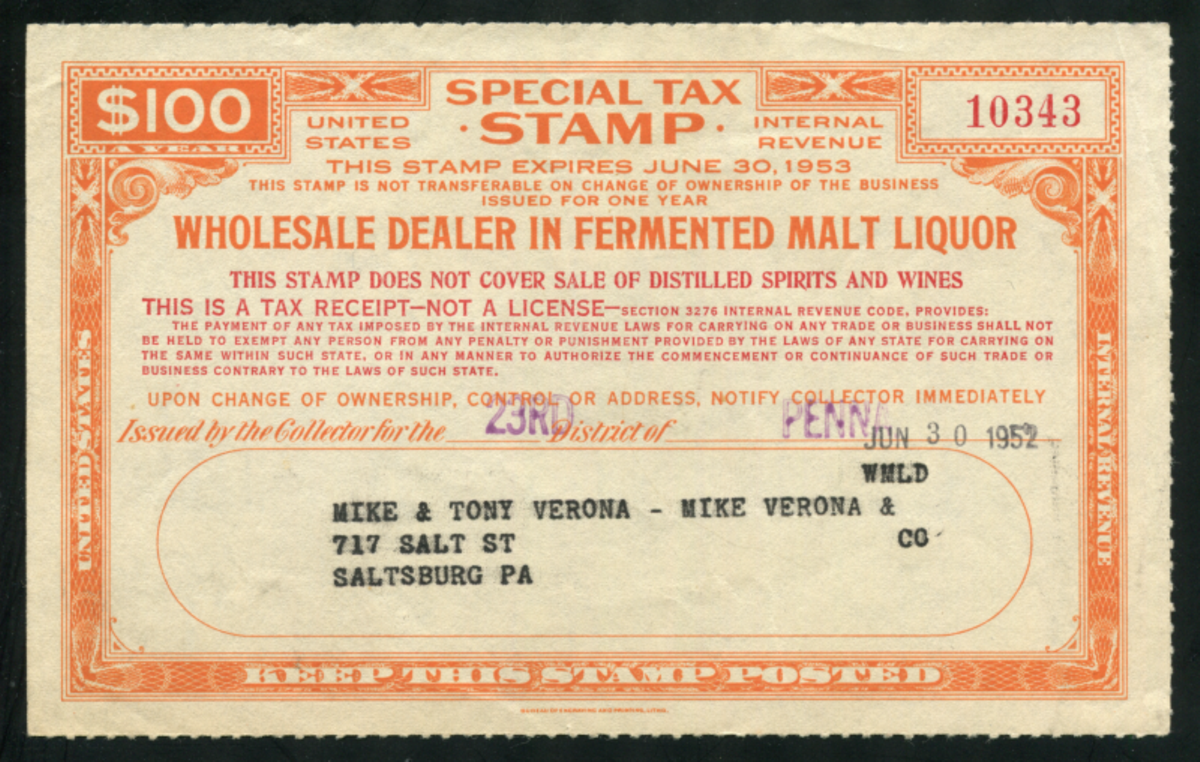 $100
A YEAR
UNITED STATES
SPECIAL TAX
· STAMP ·
INTERNAL REVENUE
10343
THIS STAMP EXPIRES JUNE 30, 1953
THIS STAMP IS NOT TRANSFERABLE ON CHANGE OF OWNERSHIP OF THE BUSINESS
ISSUED FOR ONE YEAR
WHOLESALE DEALER IN FERMENTED MALT LIQUOR
THIS STAMP DOES NOT COVER SALE OF DISTILLED SPIRITS AND WINES
THIS IS A TAX RECEIPT—NOT A LICENSE—SECTION 3276 INTERNAL REVENUE CODE, PROVIDES:
THE PAYMENT OF ANY TAX IMPOSED BY THE INTERNAL REVENUE LAWS FOR CARRYING ON ANY TRADE OR BUSINESS SHALL NOT
BE HELD TO EXEMPT ANY PERSON FROM ANY PENALTY OR PUNISHMENT PROVIDED BY THE LAWS OF ANY STATE FOR CARRYING ON
THE SAME WITHIN SUCH STATE, OR IN ANY MANNER TO AUTHORIZE THE COMMENCEMENT OR CONTINUANCE OF SUCH TRADE OR
BUSINESS CONTRARY TO THE LAWS OF SUCH STATE.
UPON CHANGE OF OWNERSHIP, CONTROL OR ADDRESS, NOTIFY COLLECTOR IMMEDIATELY
Issued by the Collector for the 23RD District of PENNA
JUN 30 1952
WMLD
MIKE & TONY VERONA - MIKE VERONA &
717 SALT ST CO
SALTSBURG PA
UNITED STATES
INTERNAL REVENUE
KEEP THIS STAMP POSTED
BUREAU OF ENGRAVING AND PRINTING, LITHO.